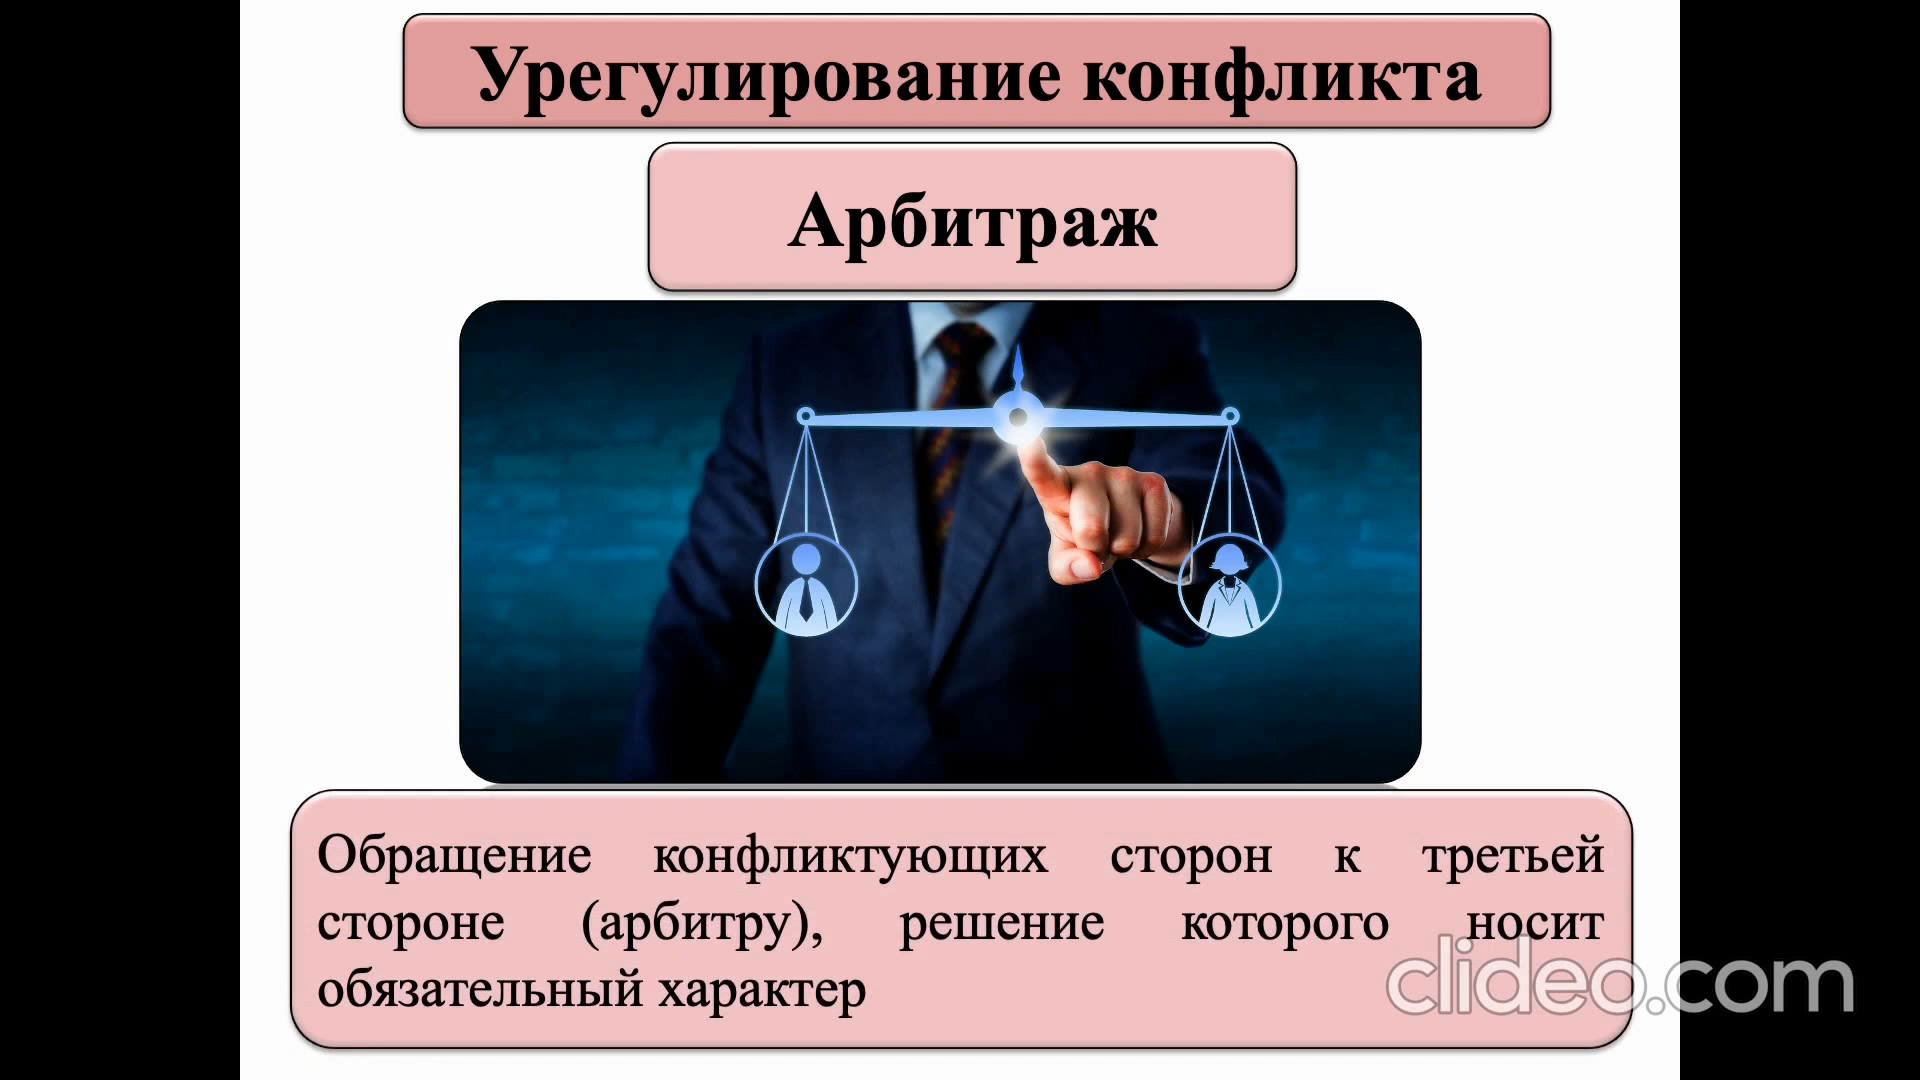 Урегулирование конфликта
Арбитраж
Обращение конфликтующих сторон к третьей
стороне (арбитру), решение которого носит
обязательный характер
clideo.com